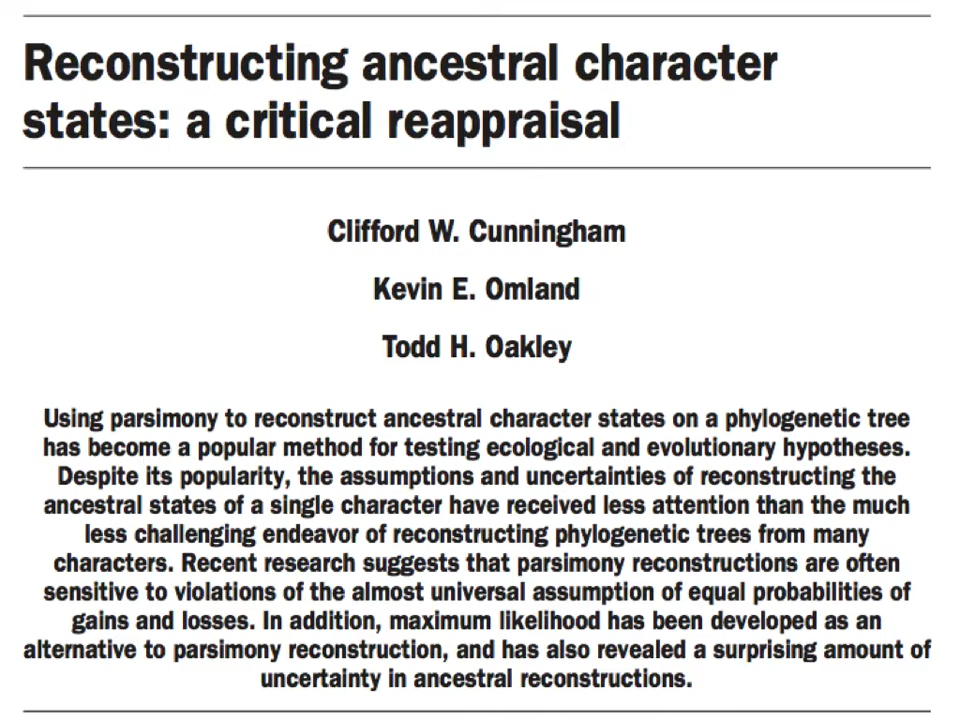 Reconstructing ancestral character
states: a critical reappraisal
Clifford W. Cunningham
Kevin E. Omland
Todd H. Oakley
Using parsimony to reconstruct ancestral character states on a phylogenetic tree
has become a popular method for testing ecological and evolutionary hypotheses.
Despite its popularity, the assumptions and uncertainties of reconstructing the
ancestral states of a single character have received less attention than the much
less challenging endeavor of reconstructing phylogenetic trees from many
characters. Recent research suggests that parsimony reconstructions are often
sensitive to violations of the almost universal assumption of equal probabilities of
gains and losses. In addition, maximum likelihood has been developed as an
alternative to parsimony reconstruction, and has also revealed a surprising amount of
uncertainty in ancestral reconstructions.